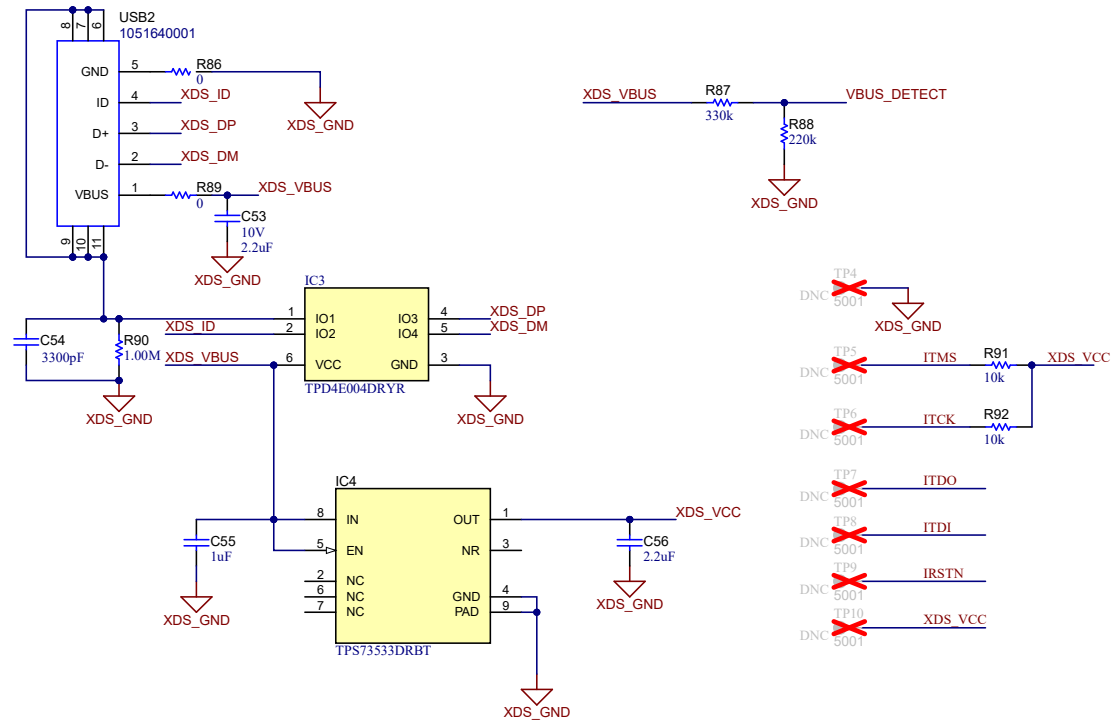 USB2
1051640001
8
7
6
GND 5 R86
0
ID 4 XDS_ID
XDS_GND
D+ 3 XDS_DP
D- 2 XDS_DM
VBUS 1 R89 XDS_VBUS
0
C53
10V
2.2uF
9
10
11
XDS_GND
XDS_VBUS R87 VBUS_DETECT
330k
R88
220k
XDS_GND
IC3
1 IO1 IO3 4 XDS_DP
XDS_ID 2 IO2 IO4 5 XDS_DM
XDS_VBUS 6 VCC GND 3
TPD4E004DRYR
C54
3300pF
R90
1.00M
XDS_GND
XDS_GND
IC4
8 IN OUT 1 XDS_VCC
5 EN NR 3
2 NC
6 NC GND 4
7 NC PAD 9
TPS73533DRBT
C55
1uF
XDS_GND
C56
2.2uF
XDS_GND
XDS_GND
TP4
DNC 5001
XDS_GND
TP5
DNC 5001 ITMS R91 XDS_VCC
10k
TP6
DNC 5001 ITCK R92
10k
TP7
DNC 5001 ITDO
TP8
DNC 5001 ITDI
TP9
DNC 5001 IRSTN
TP10
DNC 5001 XDS_VCC